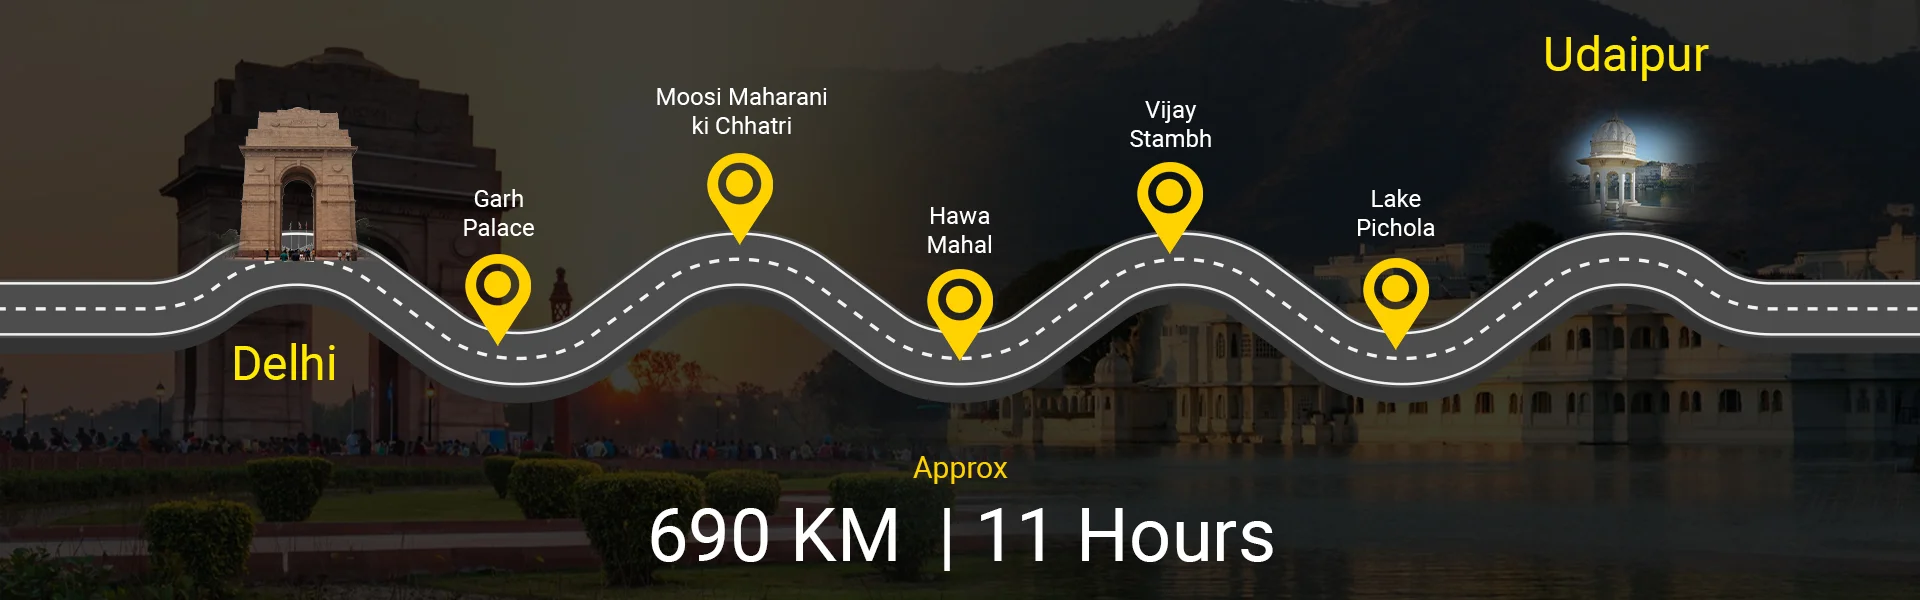 Udaipur
Moosi Maharani
ki Chhatri
Vijay
Stambh
Garh
Palace
Hawa
Mahal
Lake
Pichola
Delhi
Approx
690 KM | 11 Hours